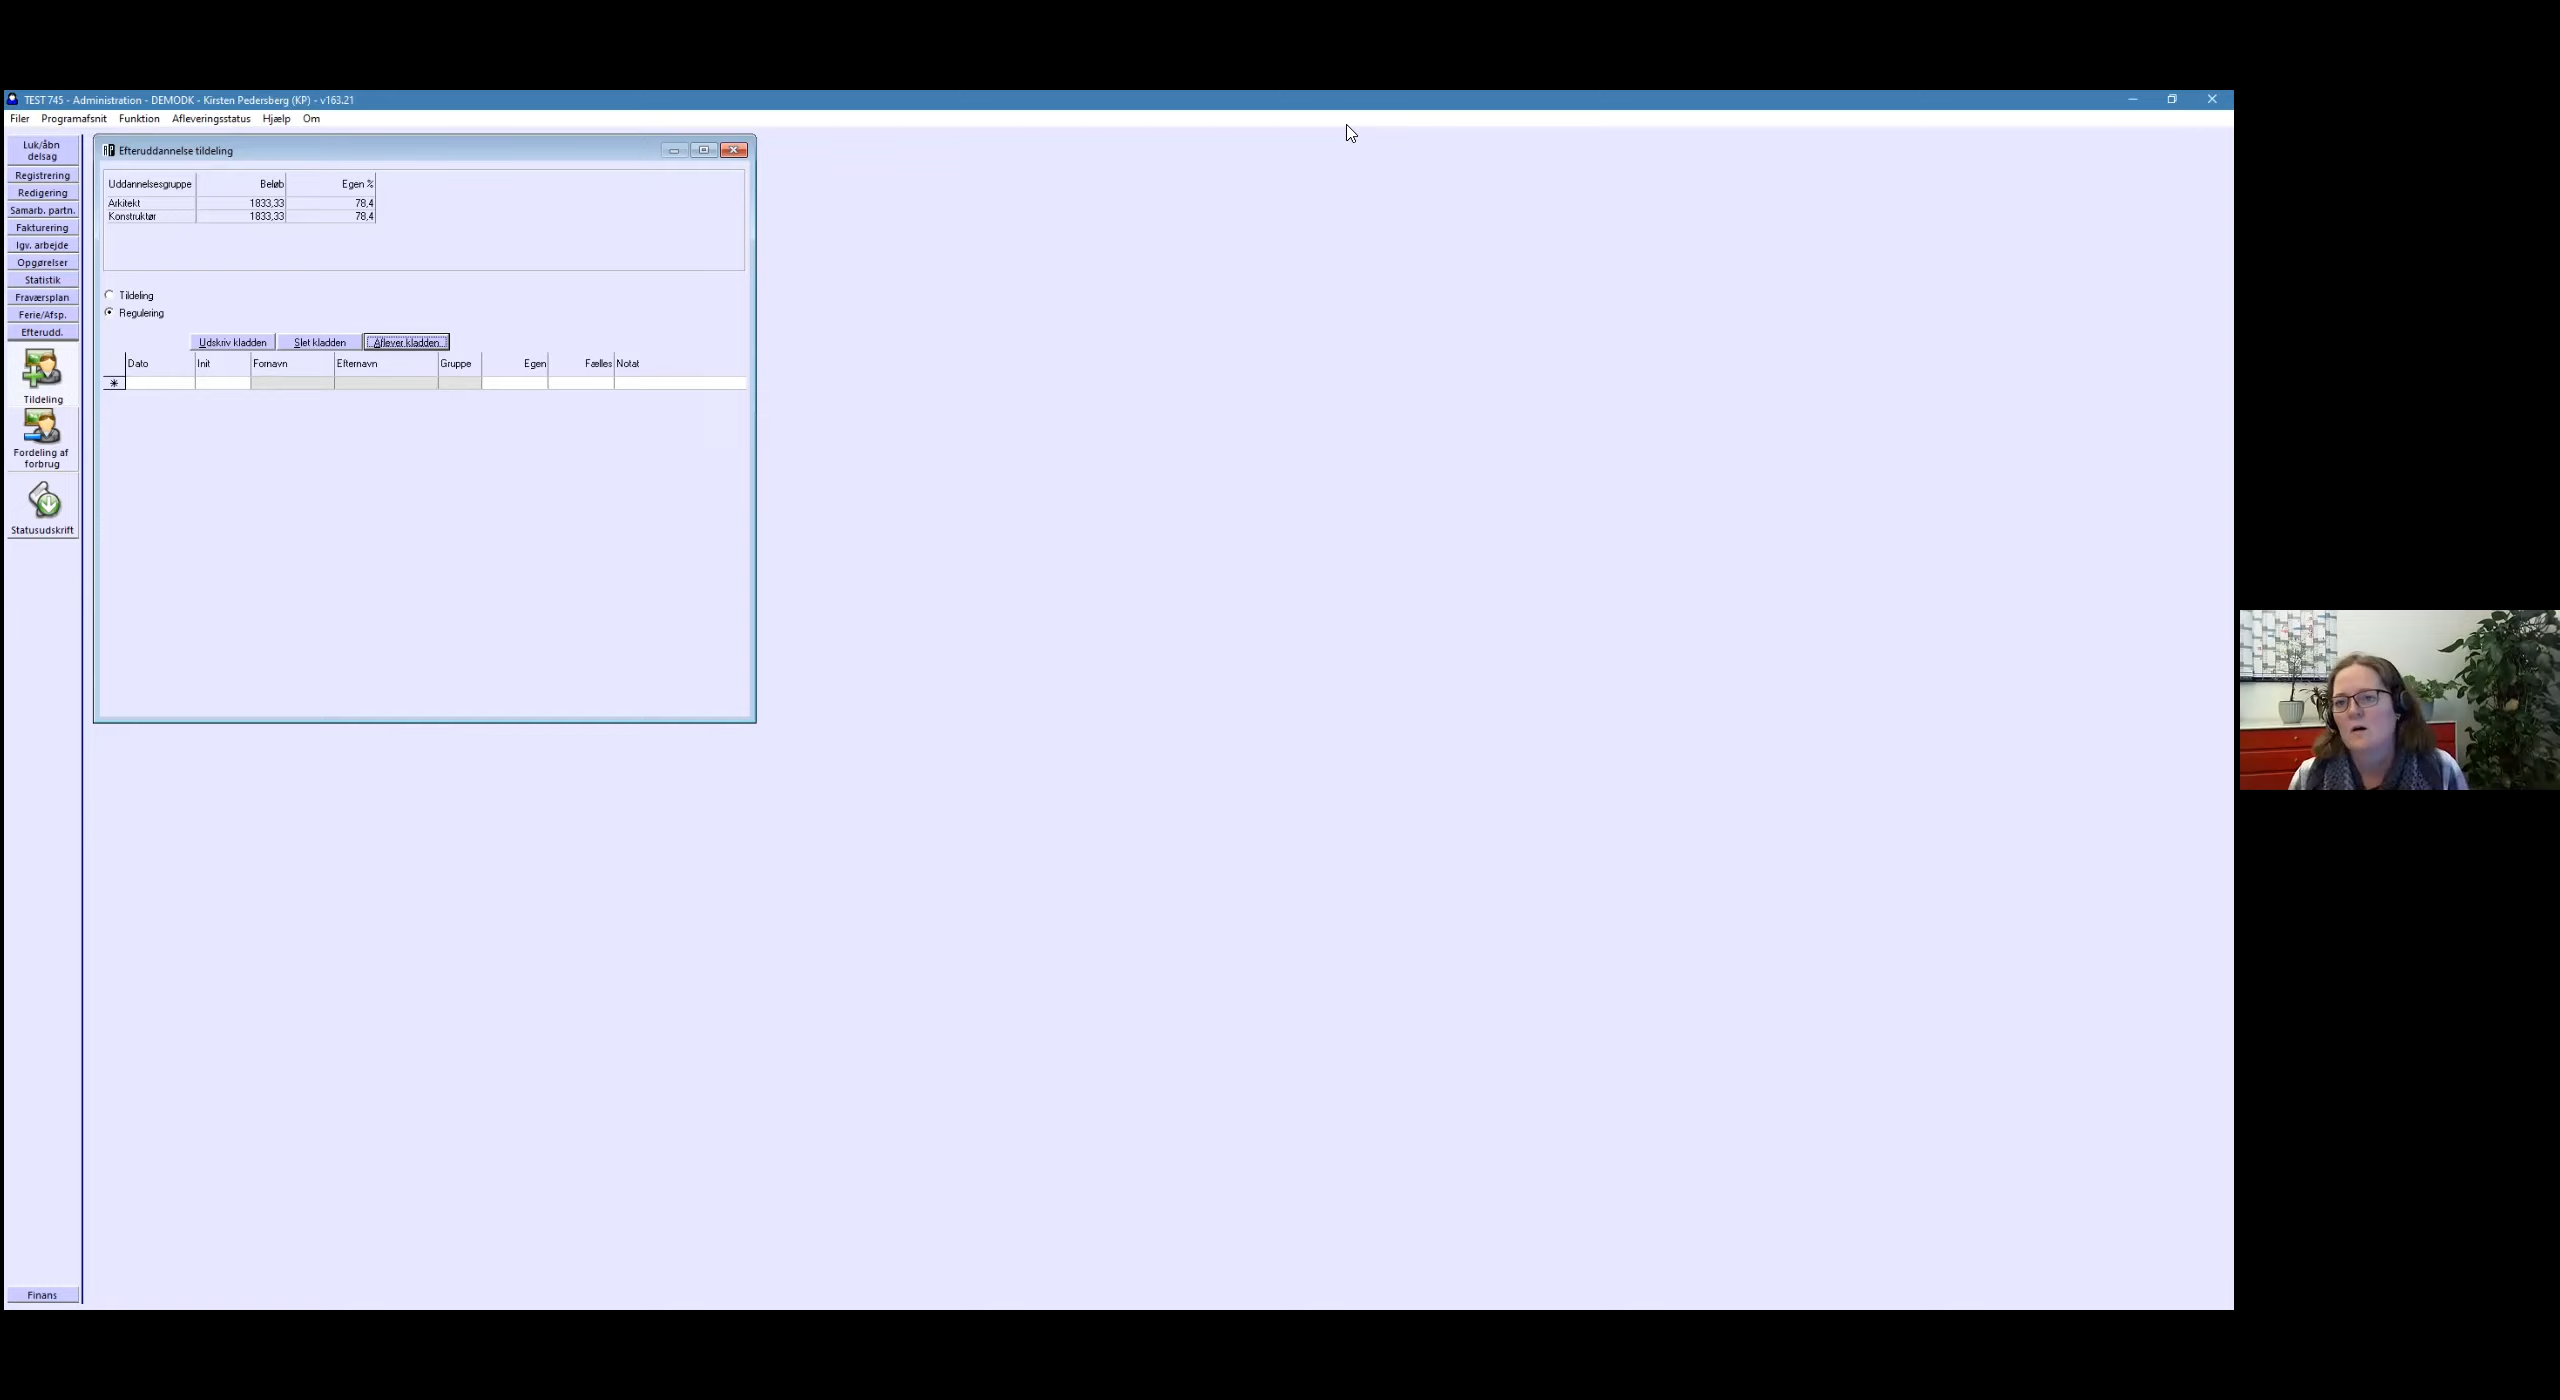 TEST 745 - Administration - DEMODK - Kirsten Pedersberg (KP) - v163.21
Filer Programafsnit Funktion Afleveringsstatus Hjælp Om
Luk/åbn
delsag
Registrering
Redigering
Samarb. partn.
Fakturering
Igv. arbejde
Opgørelser
Statistik
Fraværsplan
Ferie/Afsp.
Efterudd.
Tildeling
Fordeling af
forbrug
Statusudskrift
Finans
Efteruddannelse tildeling
Uddannelsesgruppe Beløb Egen %
Arkitekt 1833,33 78,4
Konstruktør 1833,33 78,4
Tildeling
Regulering
Udskriv kladden Slet kladden Aflever kladden
Dato Init Fornavn Efternavn Gruppe Egen Fælles Notat